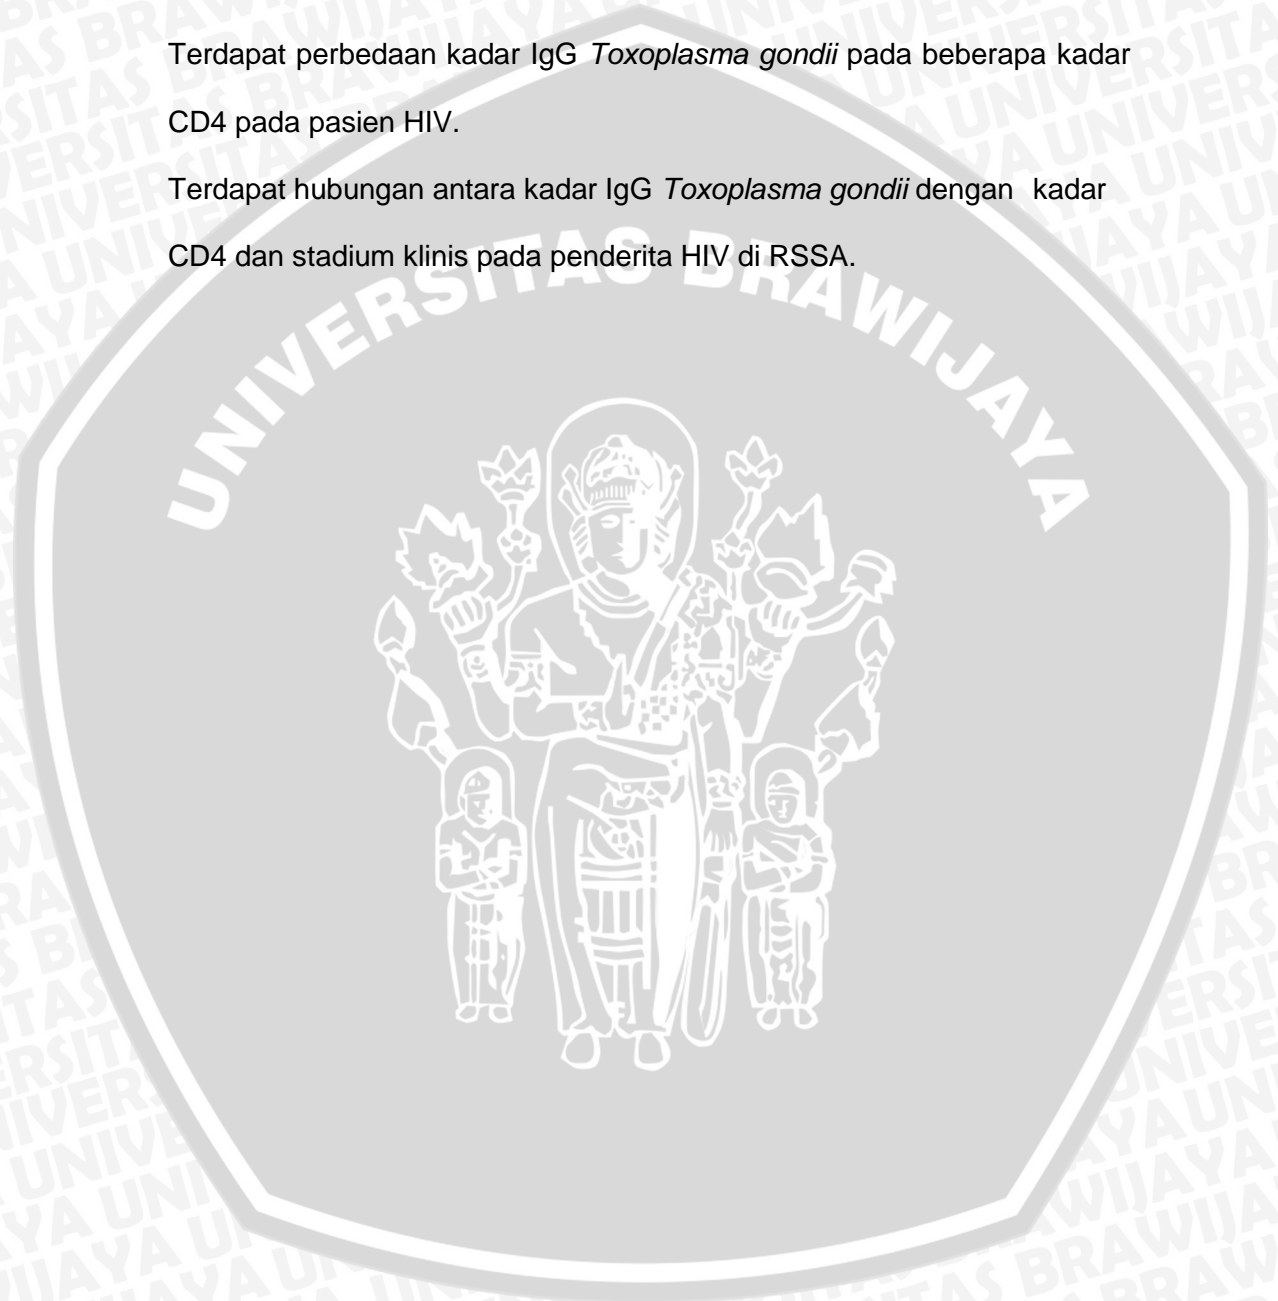 Terdapat perbedaan kadar IgG Toxoplasma gondii pada beberapa kadar
CD4 pada pasien HIV.
Terdapat hubungan antara kadar IgG Toxoplasma gondii dengan kadar
CD4 dan stadium klinis pada penderita HIV di RSSA.
UNIVERSITAS BRAWIJAYA